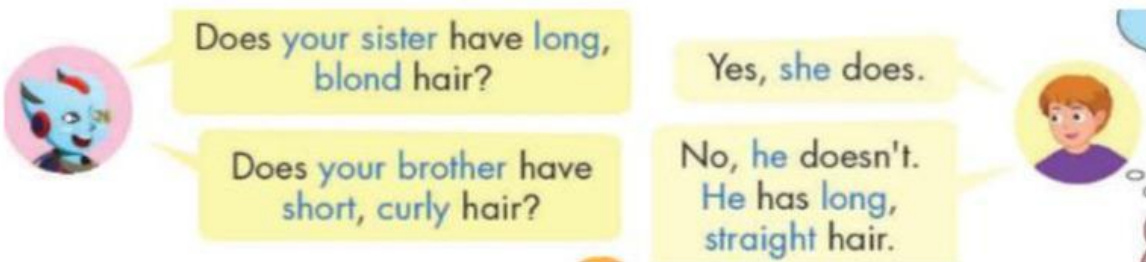 Does your sister have long,
blond hair?
Yes, she does.
Does your brother have
short, curly hair?
No, he doesn't.
He has long,
straight hair.